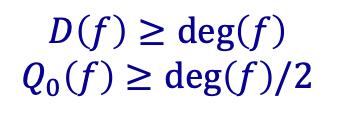 D(f) ≥ deg(f)
Q₀(f) ≥ deg(f)/2